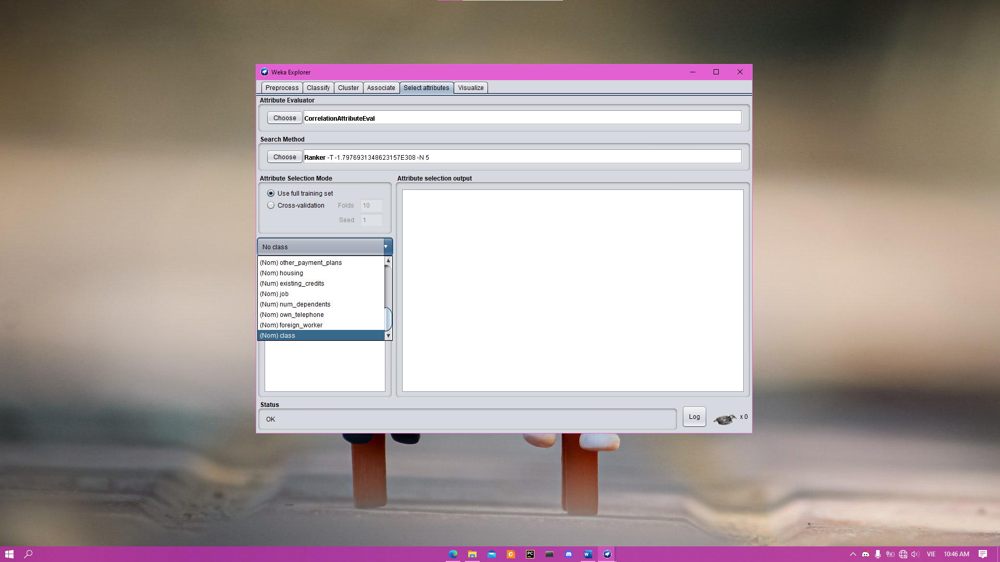 Weka Explorer
Preprocess Classify Cluster Associate Select attributes Visualize
Attribute Evaluator
Choose CorrelationAttributeEval
Search Method
Choose Ranker -T -1.7976931348623157E308 -N 5
Attribute Selection Mode
Use full training set
Cross-validation Folds 10
Seed 1
No class
(Nom) other_payment_plans
(Nom) housing
(Num) existing_credits
(Nom) job
(Num) num_dependents
(Nom) own_telephone
(Nom) foreign_worker
(Nom) class
Attribute selection output
Status
OK
Log
x 0
PC
W
VIE 10:46 AM